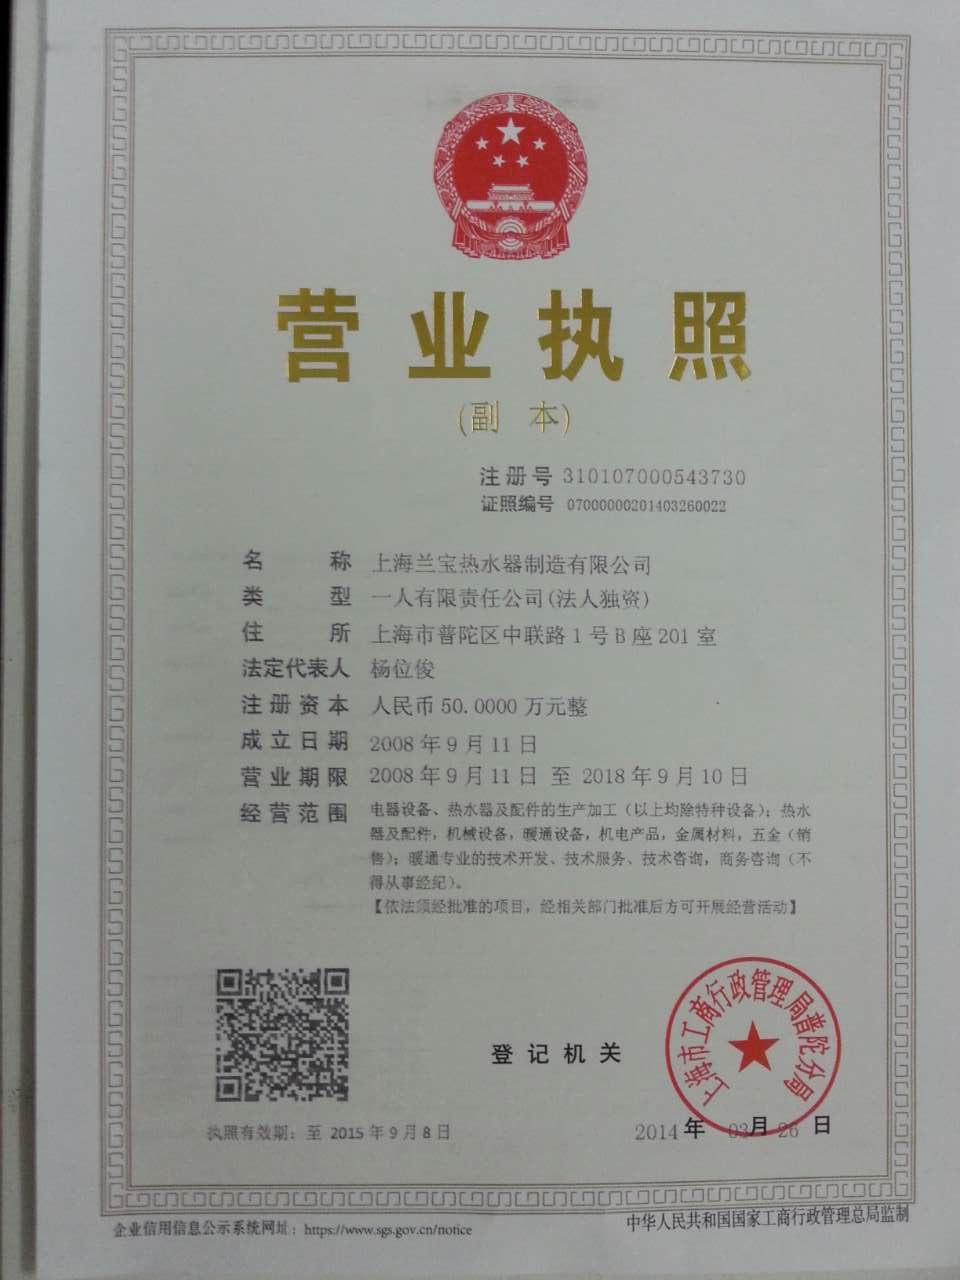 营业执照
(副 本)
注册号 310107000543730
证照编号 07000000201403260022
名 称 上海兰宝热水器制造有限公司
类 型 一人有限责任公司(法人独资)
住 所 上海市普陀区中联路1号B座201室
法定代表人 杨位俊
注册资本 人民币50.0000万元整
成立日期 2008年9月11日
营业期限 2008年9月11日 至 2018年9月10日
经营范围 电器设备、热水器及配件的生产加工（以上均除特种设备）；热水
器及配件，机械设备，暖通设备，机电产品，金属材料，五金（销
售）；暖通专业的技术开发、技术服务、技术咨询，商务咨询（不
得从事经纪）。
【依法须经批准的项目，经相关部门批准后方可开展经营活动】
登记机关
上海市工商行政管理局普陀分局
执照有效期：至 2015年9月8日
2014年 03月 26日
企业信用信息公示系统网址：https://www.sgs.gov.cn/notice
中华人民共和国国家工商行政管理总局监制